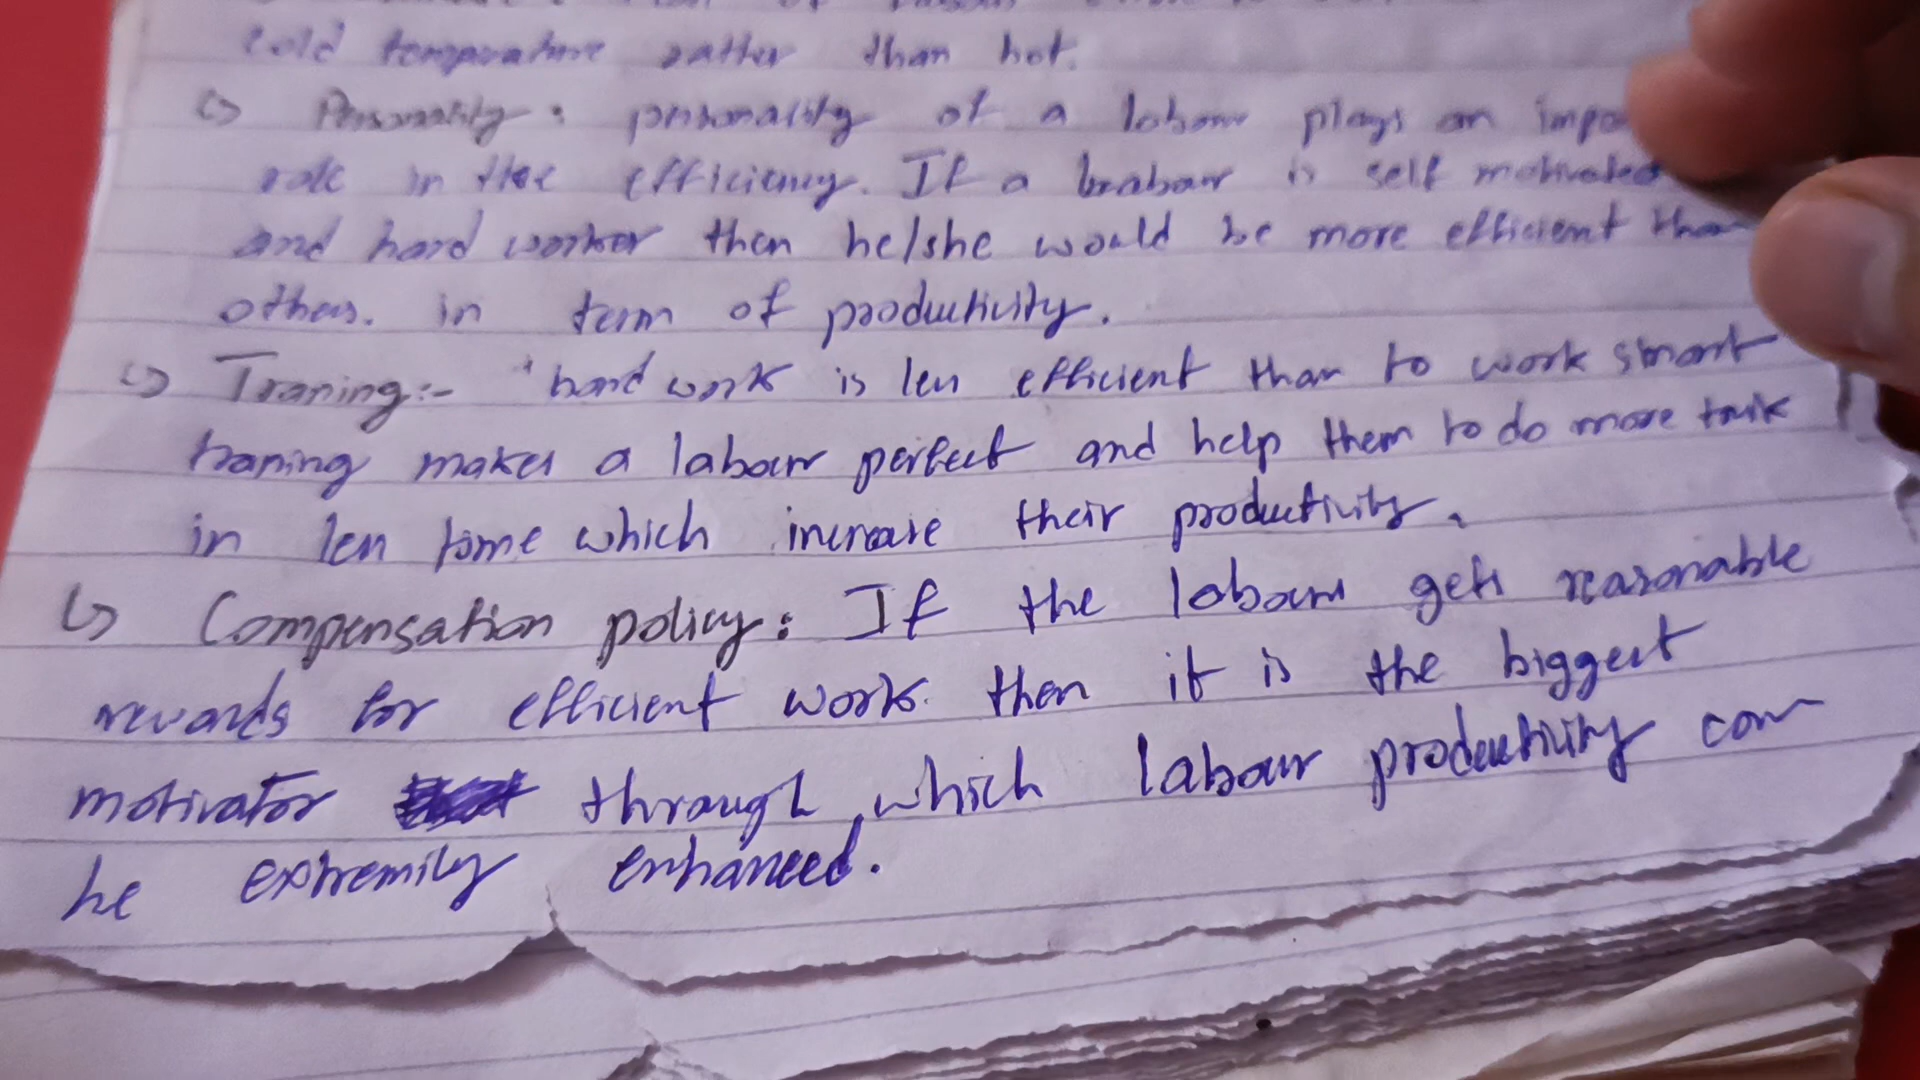 cold temperature rather than hot.
↳ Personality: personality of a labour plays an impo
role in the efficiency. If a labour is self motivated
and hard worker then he/she would be more efficient than
others. in term of productivity.
↳ Traning:- 'hard work is less efficient than to work smart
traning makes a labour perfect and help them to do more task
in less time which increase their productivity.
↳ Compensation policy: If the labours gets reasonable
rewards for efficient work. then it is the biggest
motivator through which labour productivity can
be extremily enhanced.